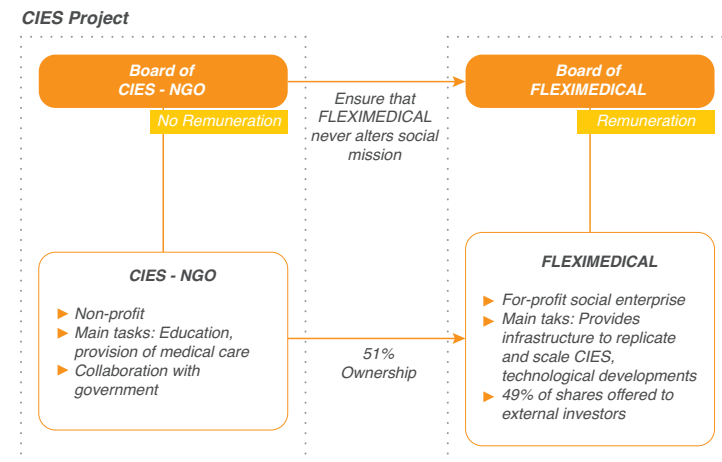 CIES Project
Board of
CIES - NGO
No Remuneration
Ensure that
FLEXIMEDICAL
never alters social
mission
Board of
FLEXIMEDICAL
Remuneration
CIES - NGO
Non-profit
Main tasks: Education,
provision of medical care
Collaboration with
government
51%
Ownership
FLEXIMEDICAL
For-profit social enterprise
Main taks: Provides
infrastructure to replicate
and scale CIES,
technological developments
49% of shares offered to
external investors